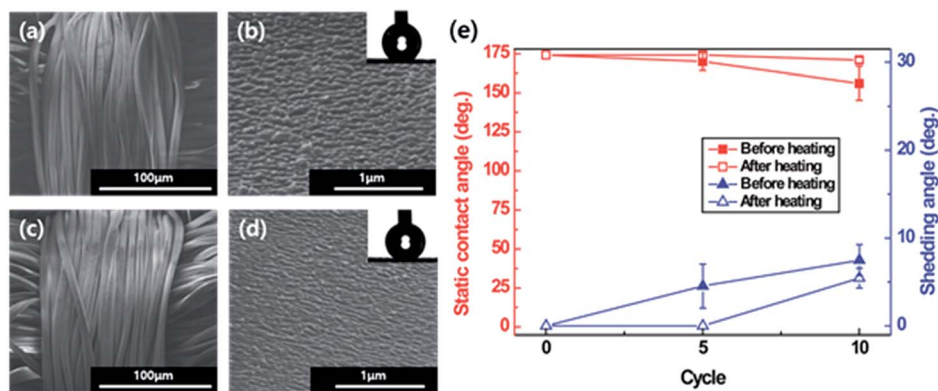 (a)
100μm
(b)
1μm
(c)
100μm
(d)
1μm
(e)
Static contact angle (deg.)
175
150
125
100
75
50
25
0
Before heating
After heating
Before heating
After heating
30
20
10
0
Shedding angle (deg.)
0
5
10
Cycle